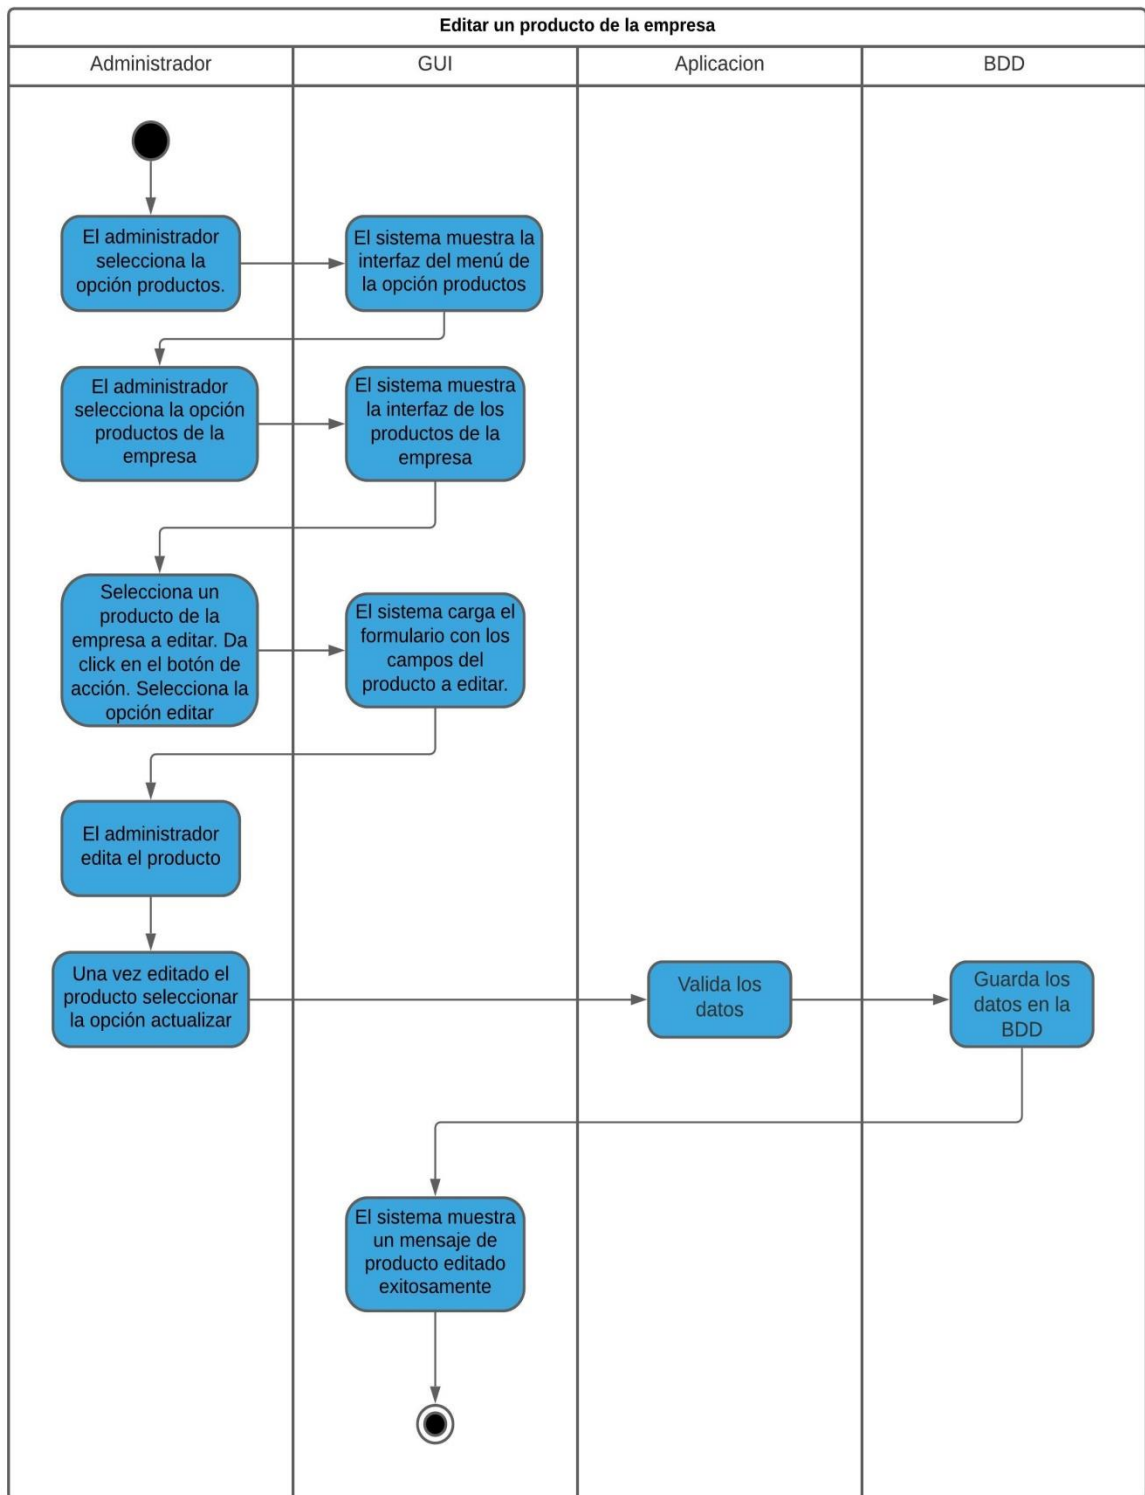 Editar un producto de la empresa
Administrador
GUI
Aplicacion
BDD
El administrador
selecciona la
opción productos.
El sistema muestra la
interfaz del menú de
la opción productos
El administrador
selecciona la opción
productos de la
empresa
El sistema muestra
la interfaz de los
productos de la
empresa
Selecciona un
producto de la
empresa a editar. Da
click en el botón de
acción. Selecciona la
opción editar
El sistema carga el
formulario con los
campos del
producto a editar.
El administrador
edita el producto
Una vez editado el
producto seleccionar
la opción actualizar
Valida los
datos
Guarda los
datos en la
BDD
El sistema muestra
un mensaje de
producto editado
exitosamente